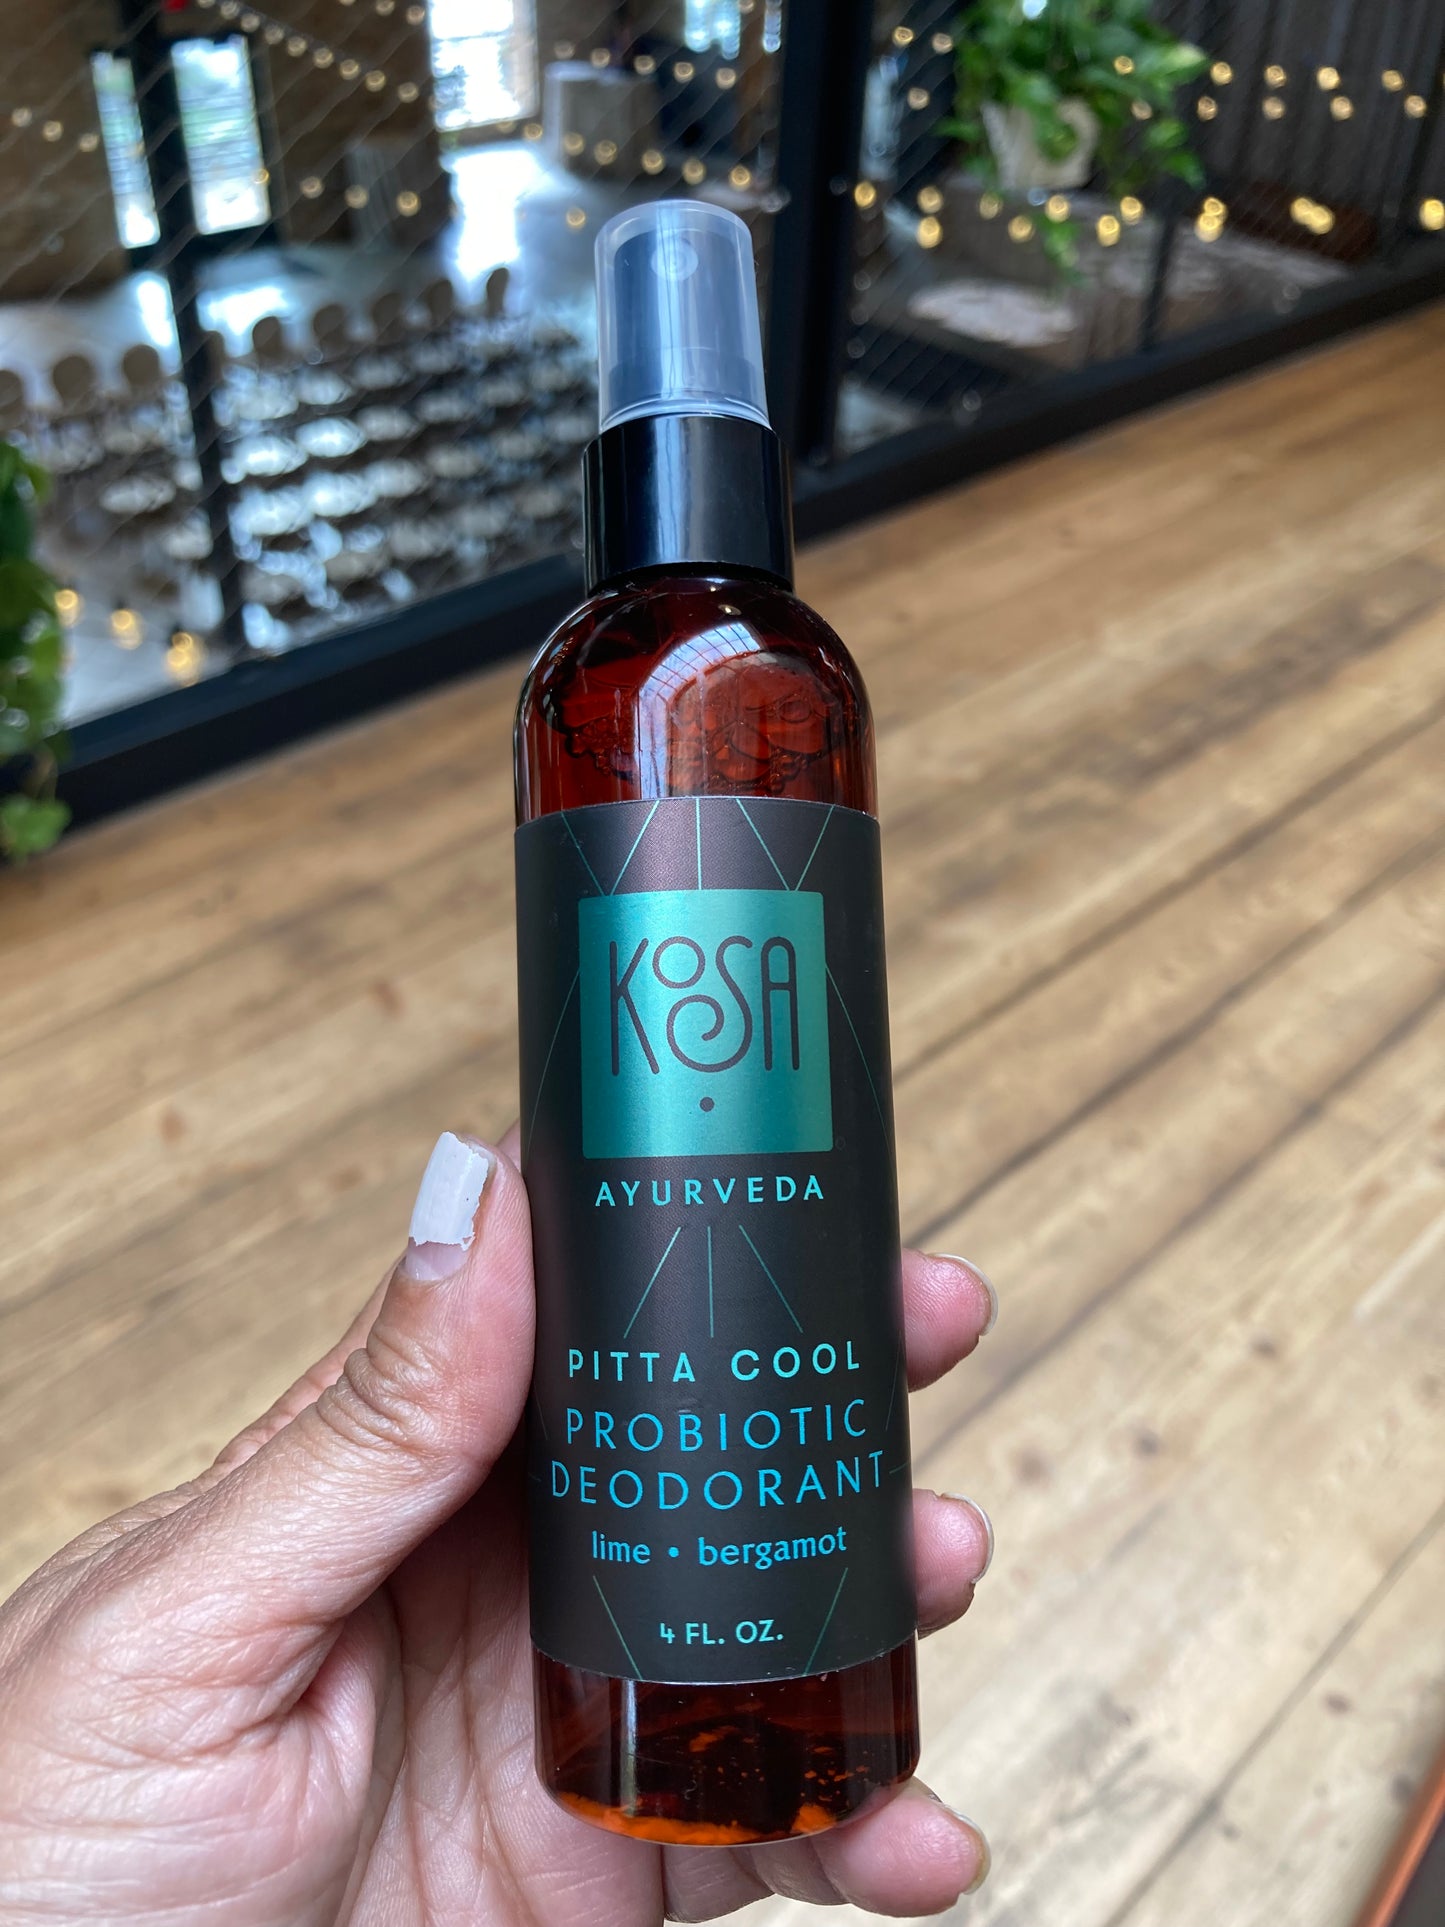 KOSA
AYURVEDA
PITTA COOL
PROBIOTIC
DEODORANT
lime • bergamot
4 FL. OZ.